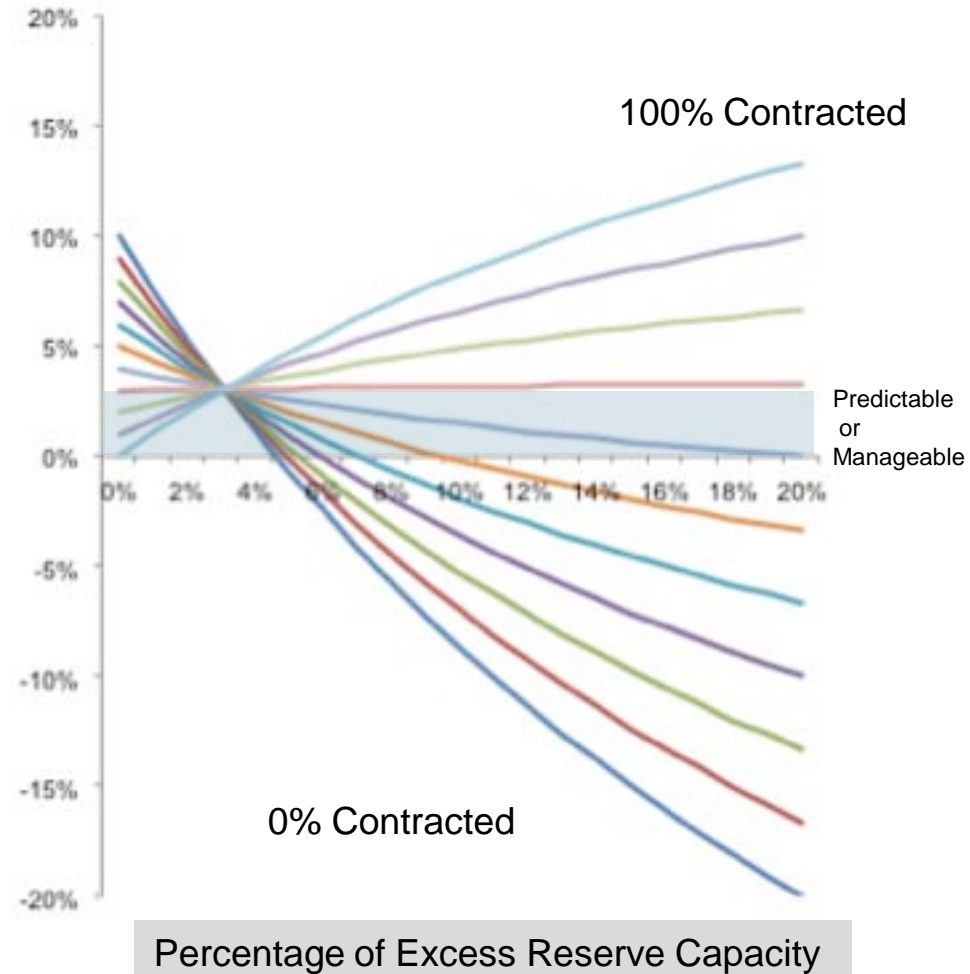 20%
15%
100% Contracted
10%
5%
Predictable
or
Manageable
0%
0% 2% 4% 6% 8% 10% 12% 14% 16% 18% 20%
-5%
-10%
-15%
0% Contracted
-20%
Percentage of Excess Reserve Capacity